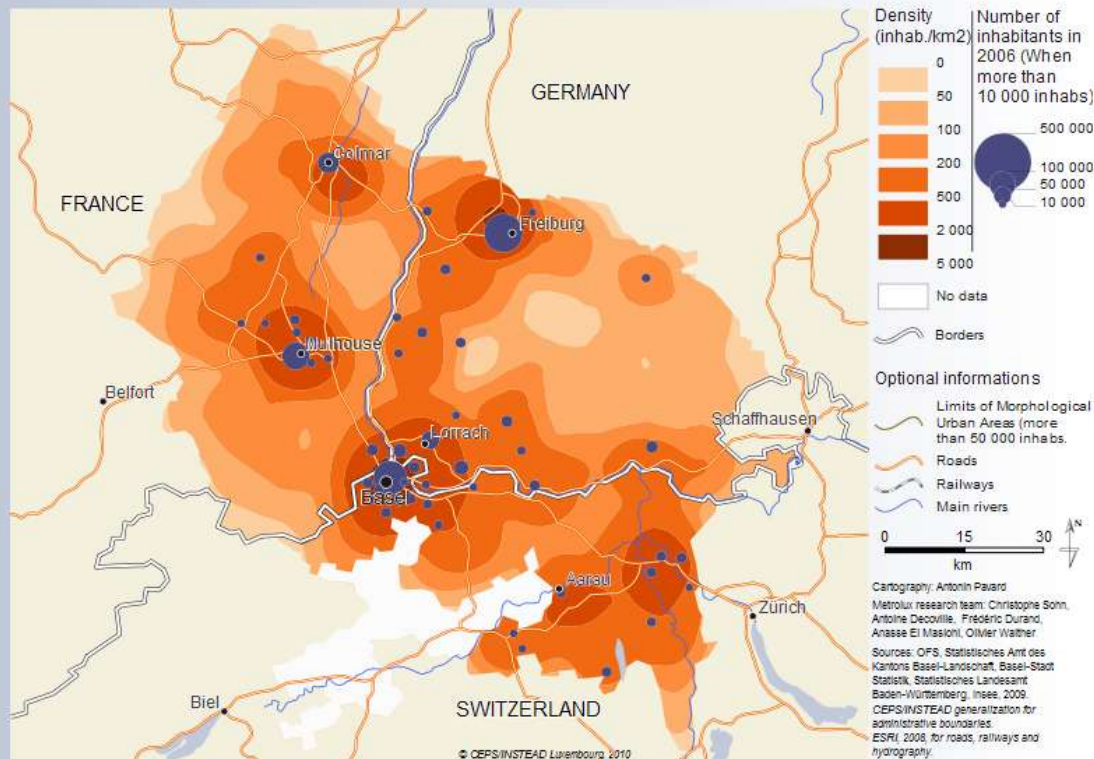 GERMANY
Colmar
FRANCE
Freiburg
Mulhouse
Belfort
Schaffhausen
Lorrach
Basel
Aarau
Zürich
Biel
SWITZERLAND
© CEPS/INSTEAD Luxembourg, 2010
Density
(inhab./km2)
0
50
100
200
500
2 000
5 000
Number of
inhabitants in
2006 (When
more than
10 000 inhabs)
500 000
100 000
50 000
10 000
No data
Borders
Optional informations
Limits of Morphological
Urban Areas (more
than 50 000 inhabs.
Roads
Railways
Main rivers
0 15 30
km
N
Cartography: Antonin Pavard
Metrolux research team: Christophe Sohn,
Antoine Decoville, Frédéric Durand,
Anasse El Maslohi, Olivier Walther
Sources: OFS, Statistisches Amt des
Kantons Basel-Landschaft, Basel-Stadt
Statistik, Statistisches Landesamt
Baden-Württemberg, Insee, 2009.
CEPS/INSTEAD generalization for
administrative boundaries.
ESRI, 2008, for roads, railways and
hydrography.